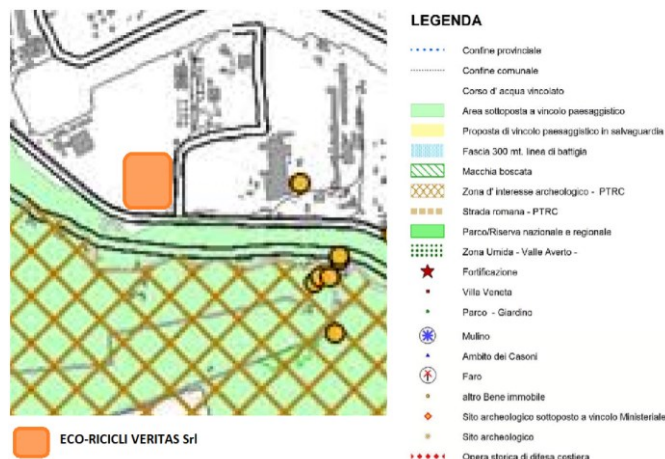 LEGENDA
Confine provinciale
Confine comunale
Corso d' acqua vincolato
Area sottoposta a vincolo paesaggistico
Proposta di vincolo paesaggistico in salvaguardia
Fascia 300 mt. linea di battigia
Macchia boscata
Zona d' interesse archeologico - PTRC
Strada romana - PTRC
Parco/Riserva nazionale e regionale
Zona Umida - Valle Averto -
Fortificazione
Villa Veneta
Parco - Giardino
Mulino
Ambito dei Casoni
Faro
altro Bene immobile
Sito archeologico sottoposto a vincolo Ministeriale
Sito archeologico
Opera storica di difesa costiera
ECO-RICICLI VERITAS Srl